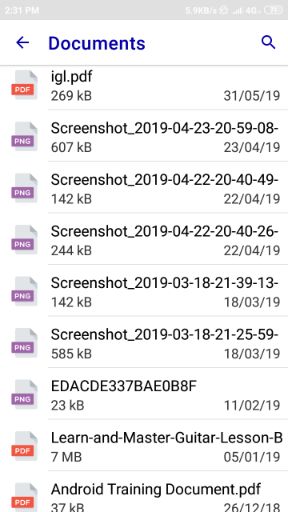 2:31 PM 5.9KB/s 4G
Documents
igl.pdf
PDF 269 kB 31/05/19
Screenshot_2019-04-23-20-59-08-
PNG 607 kB 23/04/19
Screenshot_2019-04-22-20-40-49-
PNG 142 kB 22/04/19
Screenshot_2019-04-22-20-40-26-
PNG 244 kB 22/04/19
Screenshot_2019-03-18-21-39-13-
PNG 142 kB 18/03/19
Screenshot_2019-03-18-21-25-59-
PNG 585 kB 18/03/19
EDACDE337BAE0B8F
PNG 23 kB 11/02/19
Learn-and-Master-Guitar-Lesson-B
PDF 7 MB 05/01/19
Android Training Document.pdf
PDF 37 kB 26/12/18